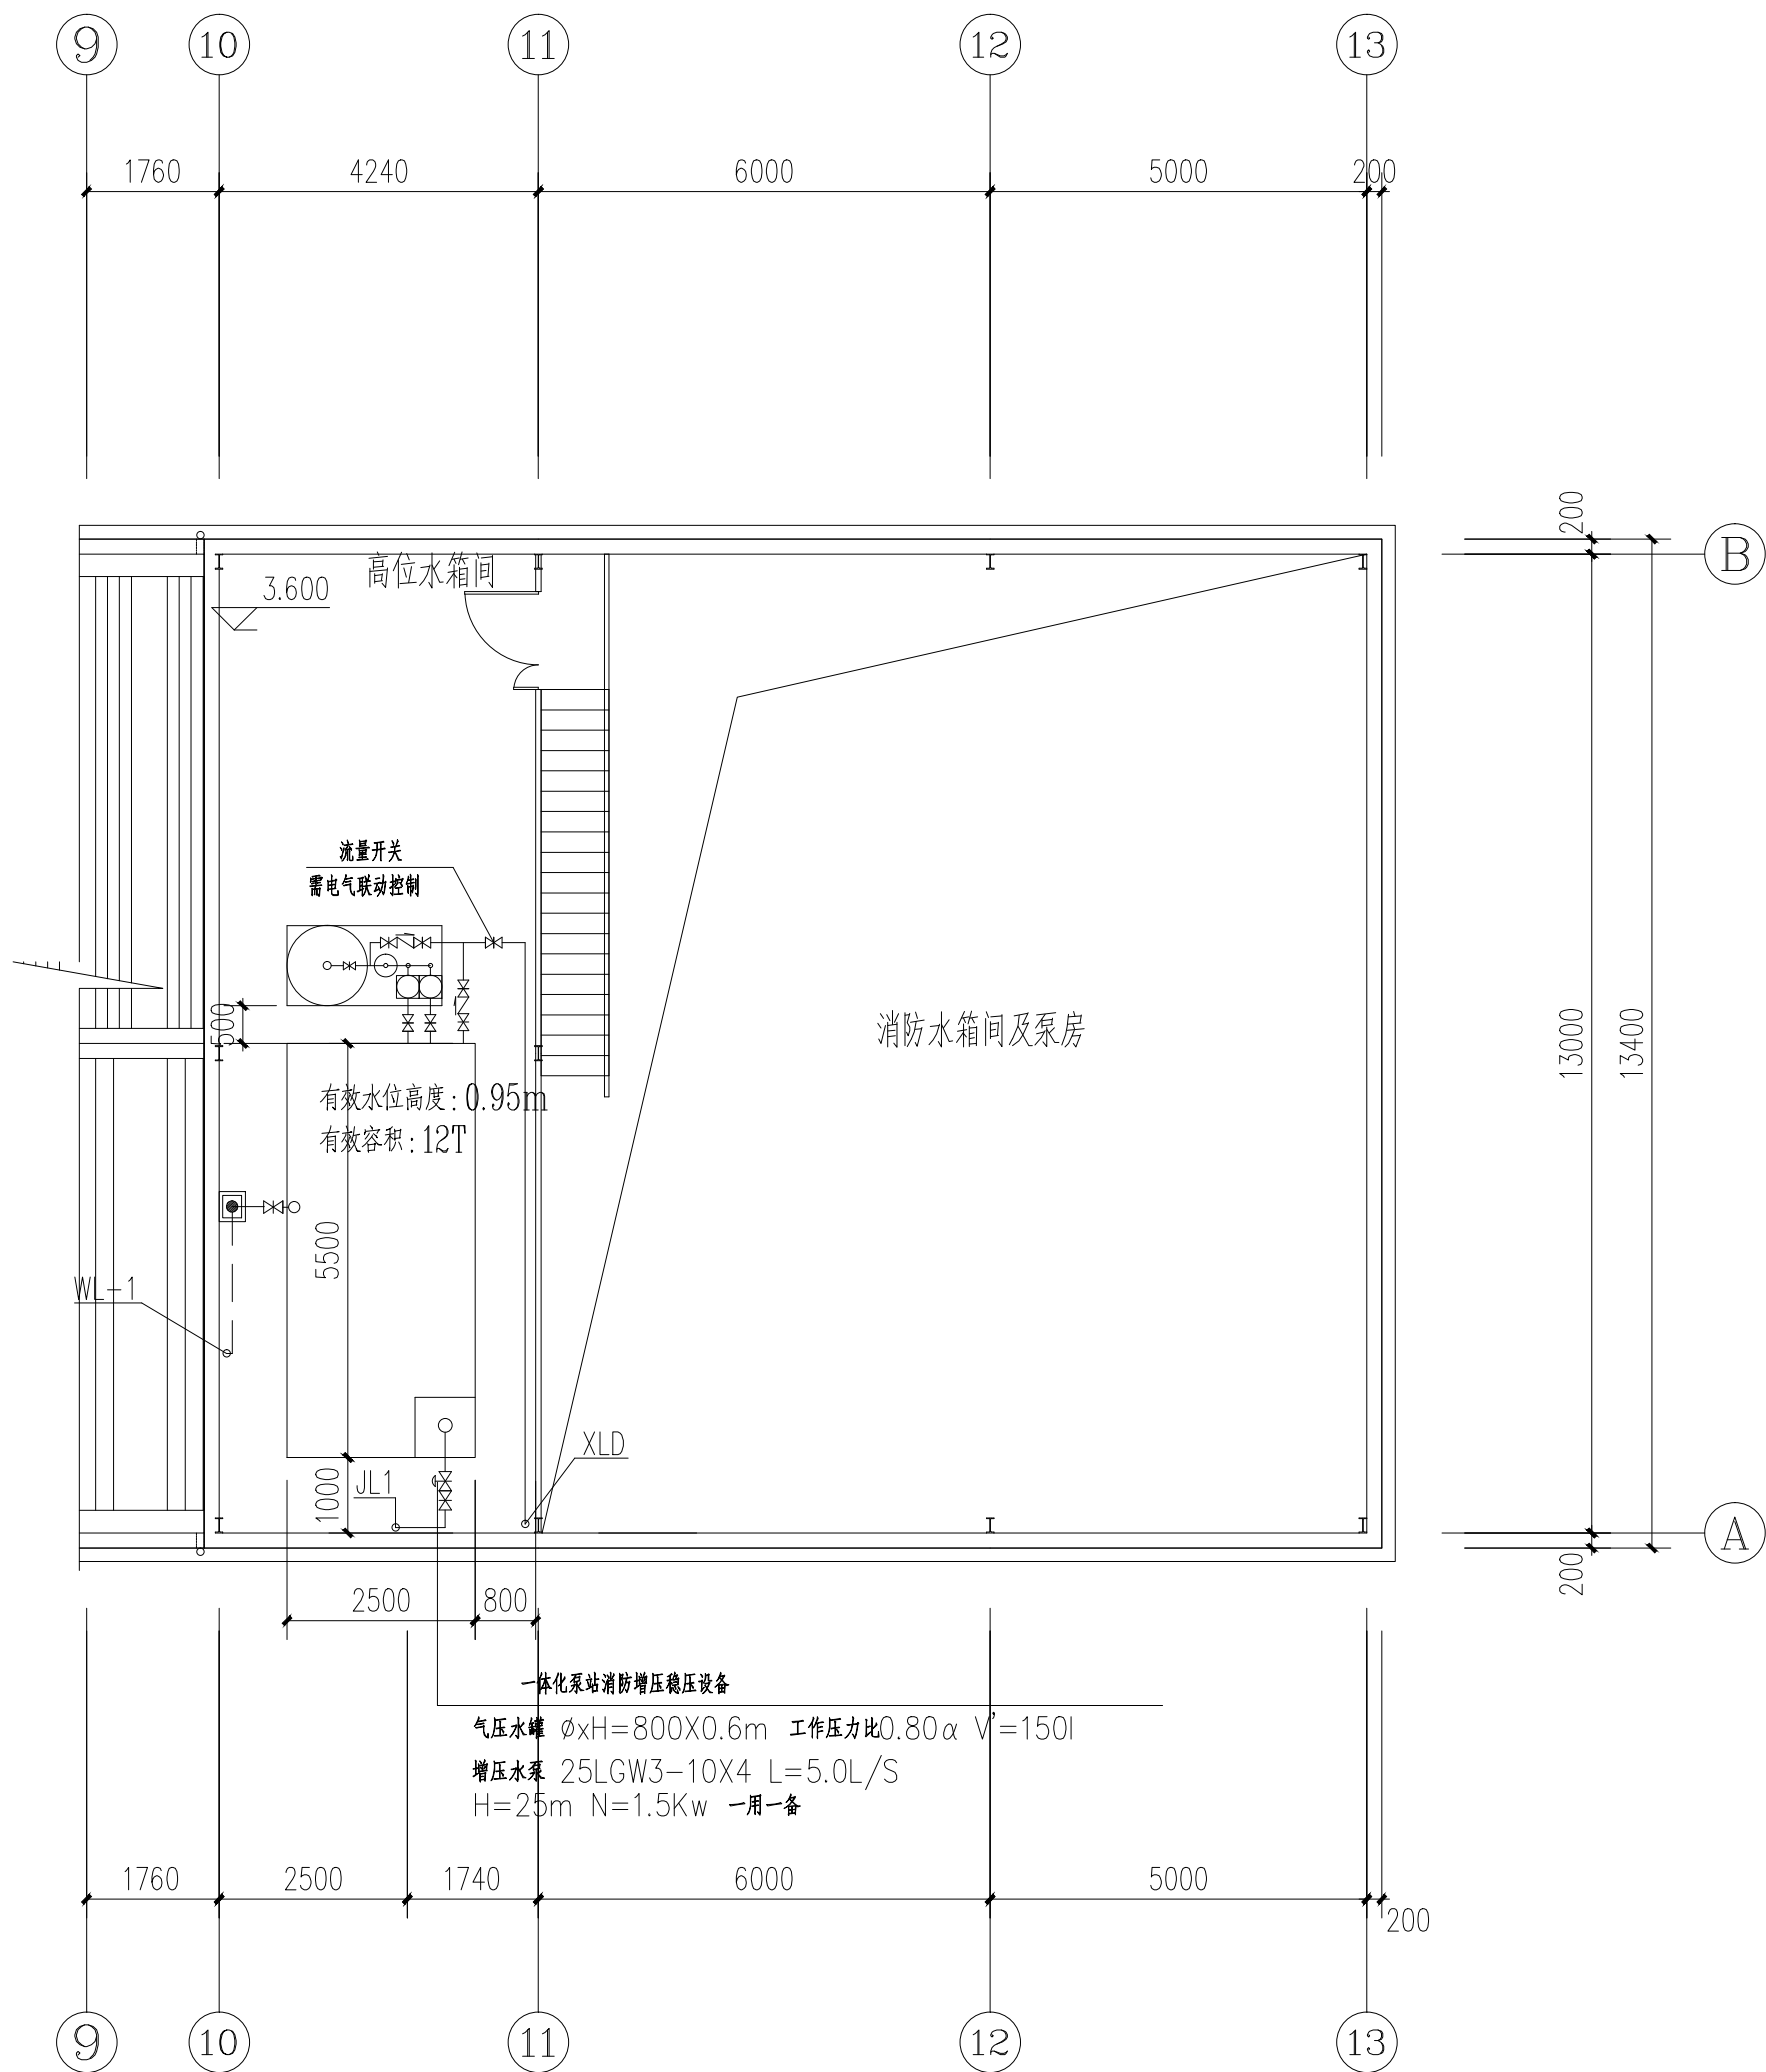 9 10 11 12 13
1760 4240 6000 5000 200
200
B
高位水箱间
3.600
流量开关
需电气联动控制
500
消防水箱间及泵房
13000 13400
有效水位高度:0.95m
有效容积:12T
5500
WL-1
XLD
JL1
1000
A
200
2500 800
一体化泵站消防增压稳压设备
气压水罐 ØxH=800X0.6m 工作压力比0.80α V'=150l
增压水泵 25LGW3-10X4 L=5.0L/S
H=25m N=1.5Kw 一用一备
1760 2500 1740 6000 5000
200
9 10 11 12 13